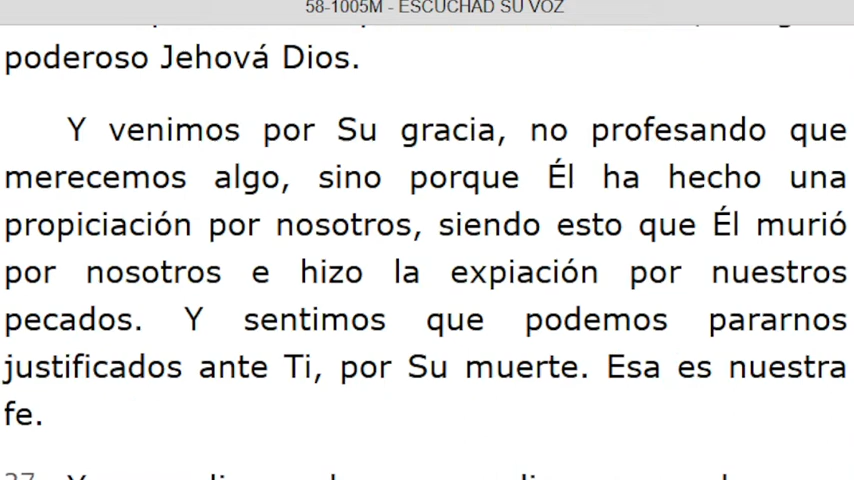 58-1005M - ESCUCHAD SU VOZ
poderoso Jehová Dios.
Y venimos por Su gracia, no profesando que
merecemos algo, sino porque Él ha hecho una
propiciación por nosotros, siendo esto que Él murió
por nosotros e hizo la expiación por nuestros
pecados. Y sentimos que podemos pararnos
justificados ante Ti, por Su muerte. Esa es nuestra
fe.